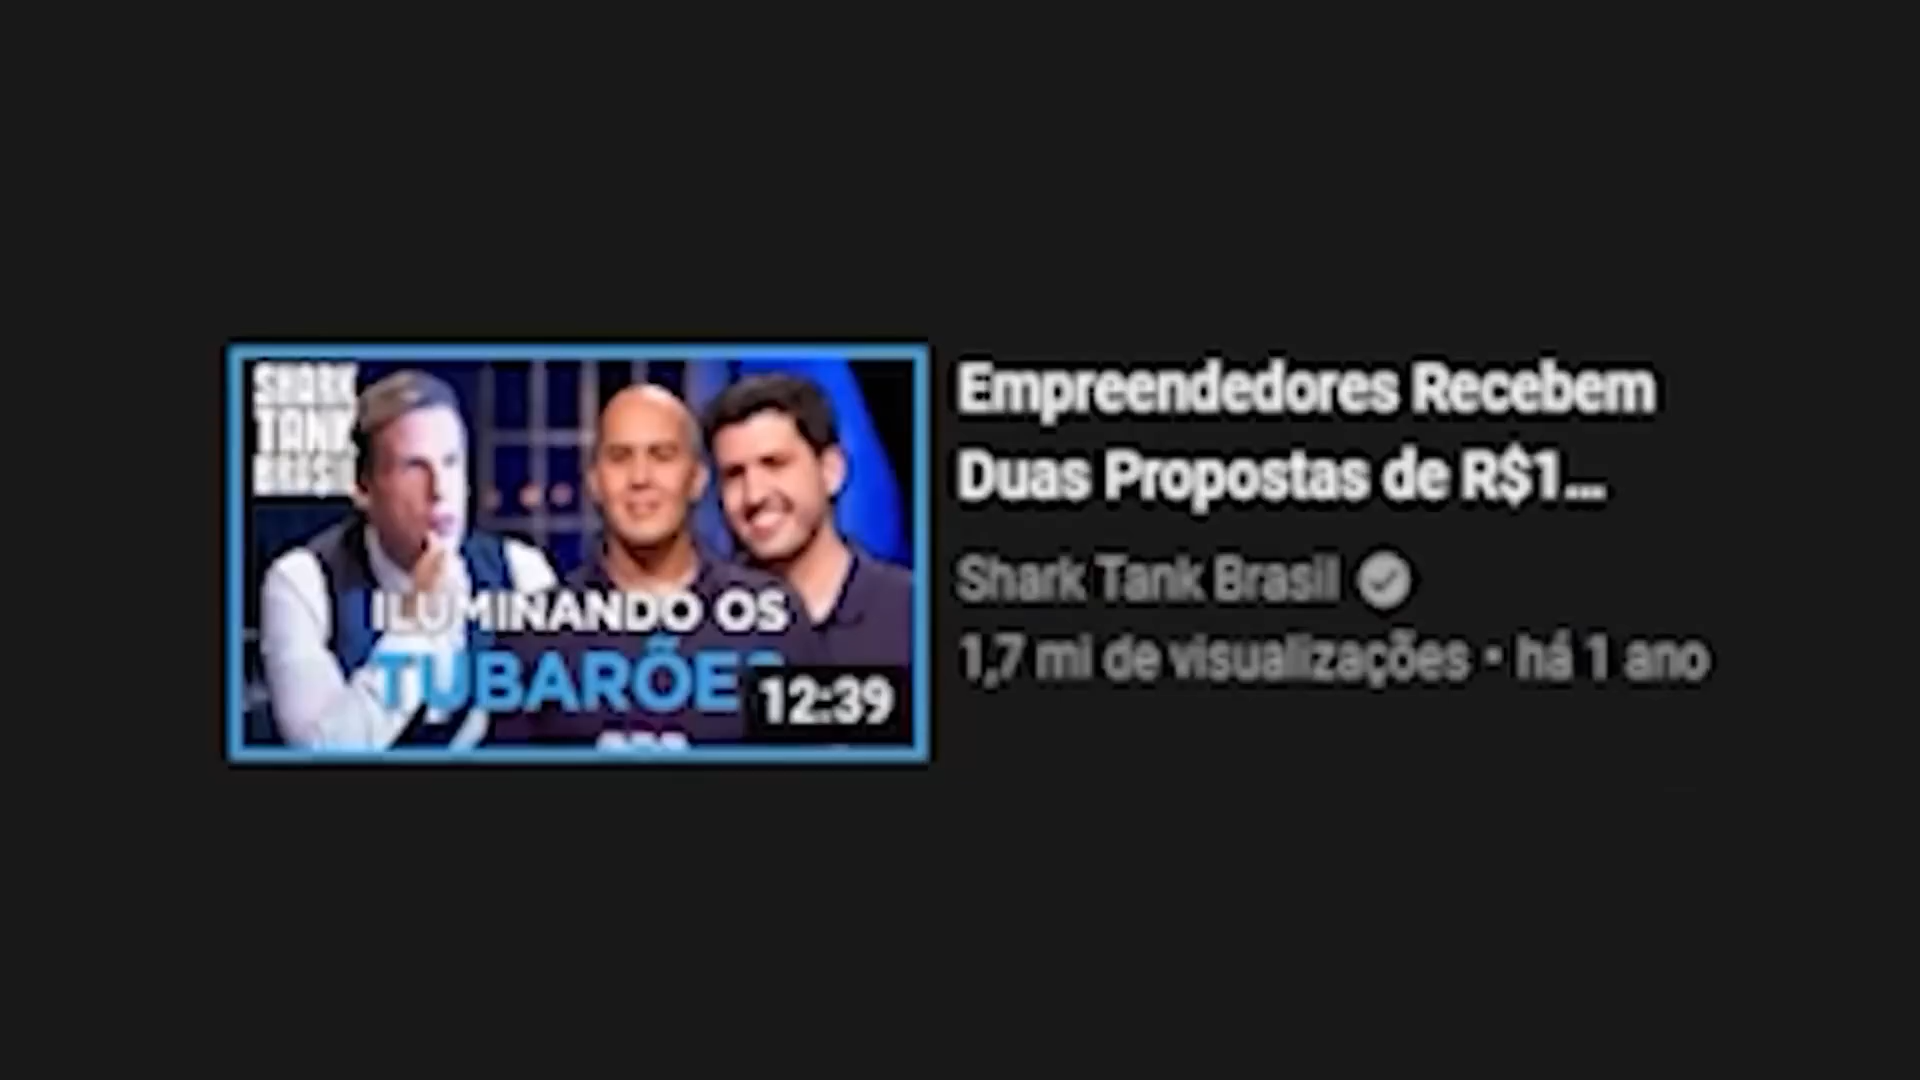 SHARK
TANK
BRASIL
ILUMINANDO OS
TUBARÕES
12:39
Empreendedores Recebem
Duas Propostas de R$1...
Shark Tank Brasil
1,7 mi de visualizações • há 1 ano